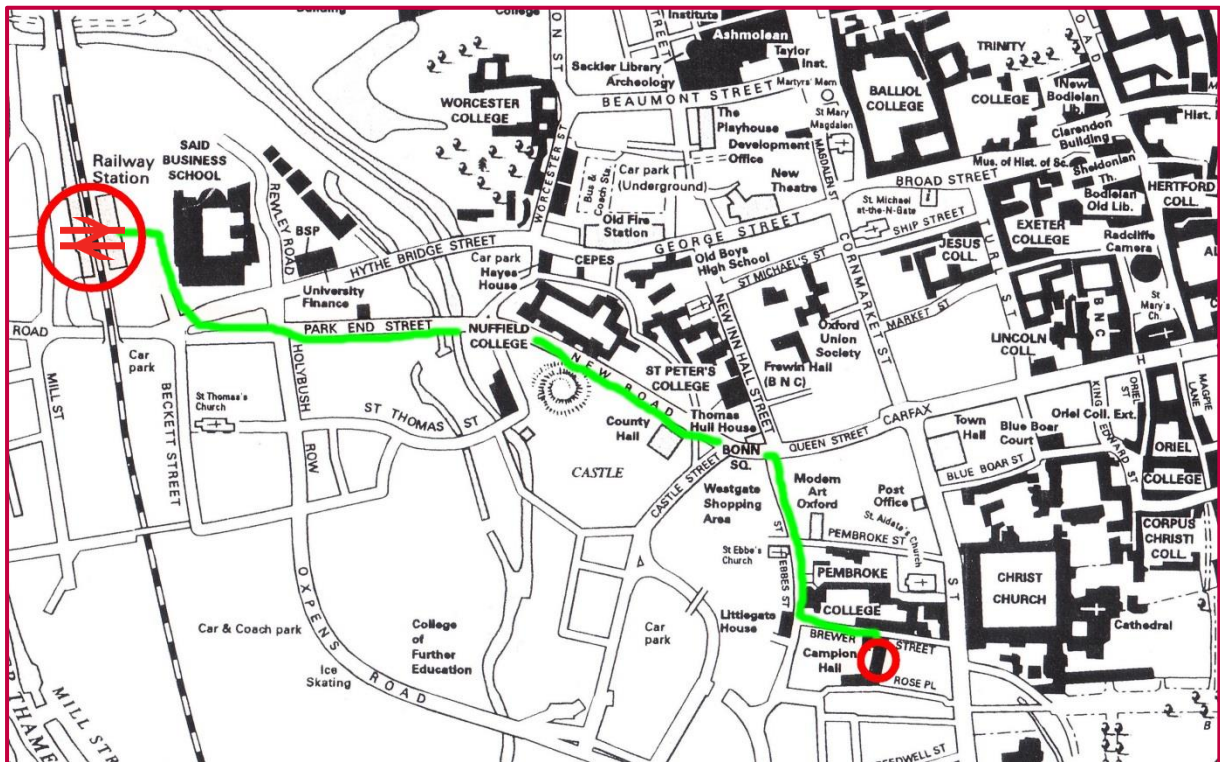 Institute
Ashmolean
Taylor
Inst.
Sackler Library
Archeology
Martyrs' Mem
BEAUMONT STREET
WORCESTER
COLLEGE
WORCESTER ST
TRINITY
COLLEGE
BALLIOL
COLLEGE
New
Bodleian
Lib.
Clarendon
Building
St Mary
Magdalen
MAGDALEN ST
The
Playhouse
Development
Office
Car park
(Underground)
Bus &
Coach Sta.
New
Theatre
Old Fire
Station
Mus. of Hist. of Sc.
Sheldonian
Th.
Bodleian
Old Lib.
HERTFORD
COLL.
BROAD STREET
St. Michael
at-the-N-Gate
SHIP STREET
EXETER
COLLEGE
Radcliffe
Camera
JESUS
COLL.
TURL ST
SAID
BUSINESS
SCHOOL
Railway
Station
REWLEY ROAD
BSP
HYTHE BRIDGE STREET
GEORGE STREET
CEPES
Car park
Hayes
House
Old Boys
High School
ST MICHAEL'S ST
CORNMARKET ST
MARKET ST
St
Mary's
Ch.
BNC
LINCOLN
COLL.
University
Finance
PARK END STREET
NUFFIELD
COLLEGE
NEW INN HALL STREET
Oxford
Union
Society
Frewin Hall
(BNC)
ROAD
Car
park
MILL ST
BECKETT STREET
HOLYBUSH
ROW
St Thomas's
Church
ST THOMAS' ST
NEW ROAD
ST PETER'S
COLLEGE
Thomas
Hull House
County
Hall
CASTLE
CASTLE STREET
BONN
SQ.
QUEEN STREET
CARFAX
Town
Hall
Blue Boar
Court
BLUE BOAR ST
KING
EDWARD
ST
ORIEL
ST
Oriel Coll. Ext.
MAGPIE
LANE
ORIEL
COLLEGE
CORPUS
CHRISTI
COLL.
Westgate
Shopping
Area
Modern
Art
Oxford
Post
Office
St. Aldate's
Church
PEMBROKE ST
St Ebbe's
Church
ST
EBBES ST
PEMBROKE
COLLEGE
ST
CHRIST
CHURCH
Cathedral
Littlegate
House
BREWER STREET
Campion
Hall
ROSE PL
Car
park
OXPENS ROAD
Car & Coach park
Ice
Skating
College
of
Further
Education
MILL STR
THAME